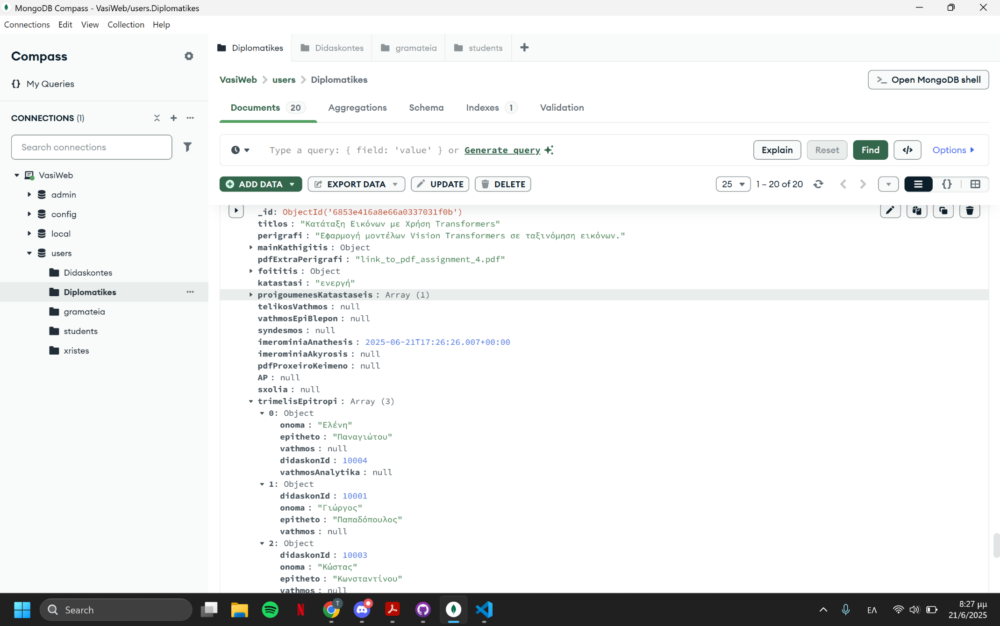 MongoDB Compass - VasiWeb/users.Diplomatikes
Connections Edit View Collection Help
Compass
My Queries
CONNECTIONS (1)
Search connections
VasiWeb
admin
config
local
users
Didaskontes
Diplomatikes
gramateia
students
xristes
Diplomatikes Didaskontes gramateia students
VasiWeb > users > Diplomatikes
Open MongoDB shell
Documents 20 Aggregations Schema Indexes 1 Validation
Type a query: { field: 'value' } or Generate query
Explain Reset Find </> Options
ADD DATA EXPORT DATA UPDATE DELETE
25 1 – 20 of 20
_id: ObjectId('6853e416a8e66a0337031f0b')
titlos : "Κατάταξη Εικόνων με Χρήση Transformers"
perigrafi : "Εφαρμογή μοντέλων Vision Transformers σε ταξινόμηση εικόνων."
mainKathigitis : Object
pdfExtraPerigrafi : "link_to_pdf_assignment_4.pdf"
foititis : Object
katastasi : "ενεργή"
proigoumenesKatastaseis : Array (1)
telikosVathmos : null
vathmosEpiBlepon : null
syndesmos : null
imerominiaAnathesis : 2025-06-21T17:26:26.007+00:00
imerominiaAkyrosis : null
pdfProxeiroKeimeno : null
AP : null
sxolia : null
trimelisEpitropi : Array (3)
0: Object
onoma : "Ελένη"
epitheto : "Παναγιώτου"
vathmos : null
didaskonId : 10004
vathmosAnalytika : null
1: Object
didaskonId : 10001
onoma : "Γιώργος"
epitheto : "Παπαδόπουλος"
vathmos : null
2: Object
didaskonId : 10003
onoma : "Κώστας"
epitheto : "Κωνσταντίνου"
vathmos : null
Search
T
ΕΛ
8:27 μμ
21/6/2025